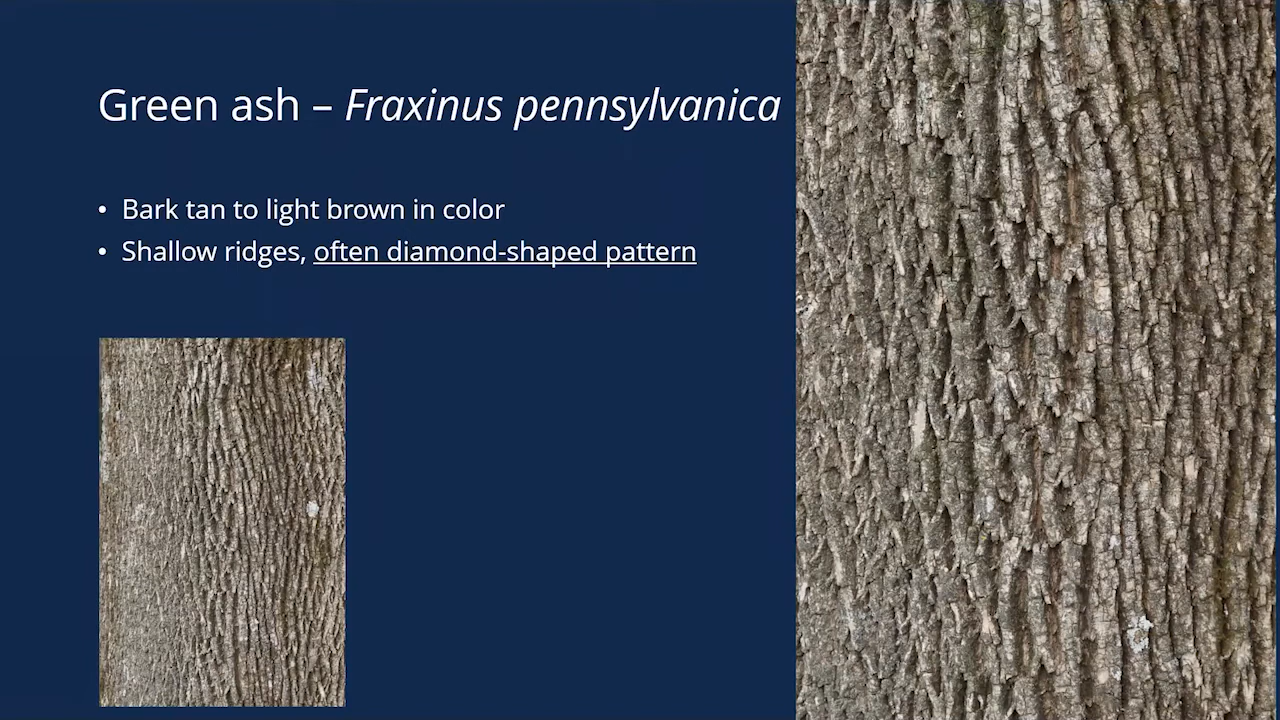 Green ash – Fraxinus pennsylvanica
• Bark tan to light brown in color
• Shallow ridges, often diamond-shaped pattern